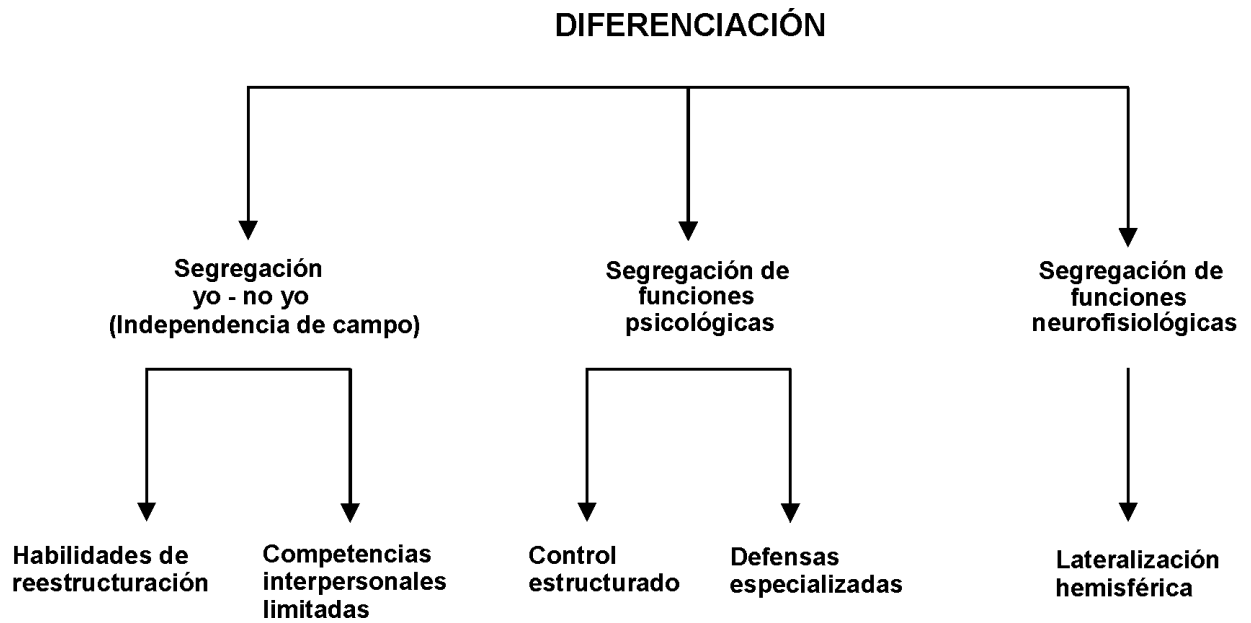 DIFERENCIACIÓN
Segregación
yo - no yo
(Independencia de campo)
Segregación de
funciones
psicológicas
Segregación de
funciones
neurofisiológicas
Habilidades de
reestructuración
Competencias
interpersonales
limitadas
Control
estructurado
Defensas
especializadas
Lateralización
hemisférica